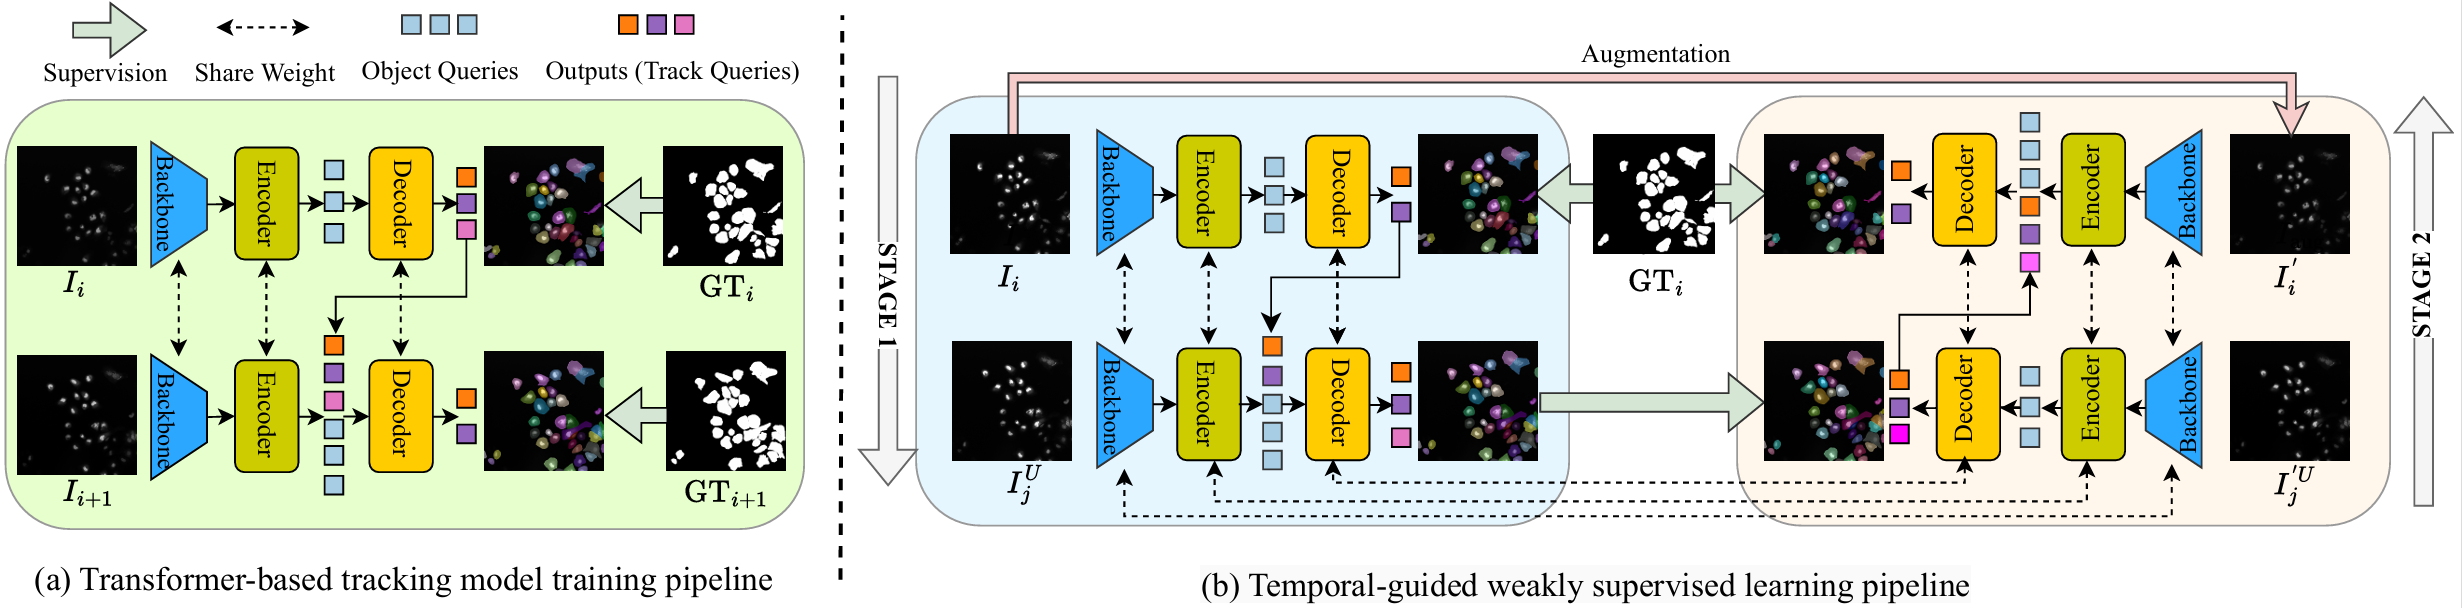 Supervision
Share Weight
Object Queries
Outputs (Track Queries)
Backbone
Encoder
Decoder
I_i
GT_i
Backbone
Encoder
Decoder
I_{i+1}
GT_{i+1}
(a) Transformer-based tracking model training pipeline
Augmentation
STAGE 1
Backbone
Encoder
Decoder
I_i
GT_i
Decoder
Encoder
Backbone
I_i^'
STAGE 2
Backbone
Encoder
Decoder
I_j^U
Decoder
Encoder
Backbone
I_j^{'U}
(b) Temporal-guided weakly supervised learning pipeline